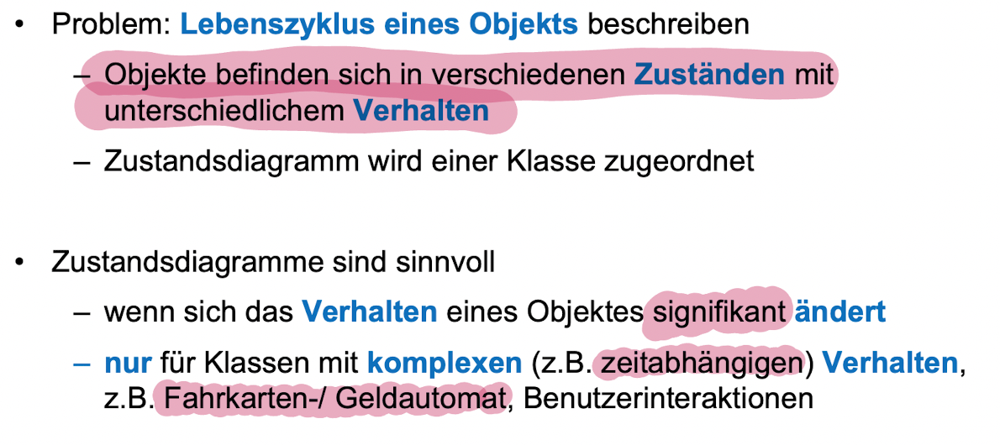 • Problem: Lebenszyklus eines Objekts beschreiben
– Objekte befinden sich in verschiedenen Zuständen mit
unterschiedlichem Verhalten
– Zustandsdiagramm wird einer Klasse zugeordnet
• Zustandsdiagramme sind sinnvoll
– wenn sich das Verhalten eines Objektes signifikant ändert
– nur für Klassen mit komplexen (z.B. zeitabhängigen) Verhalten,
z.B. Fahrkarten-/ Geldautomat, Benutzerinteraktionen